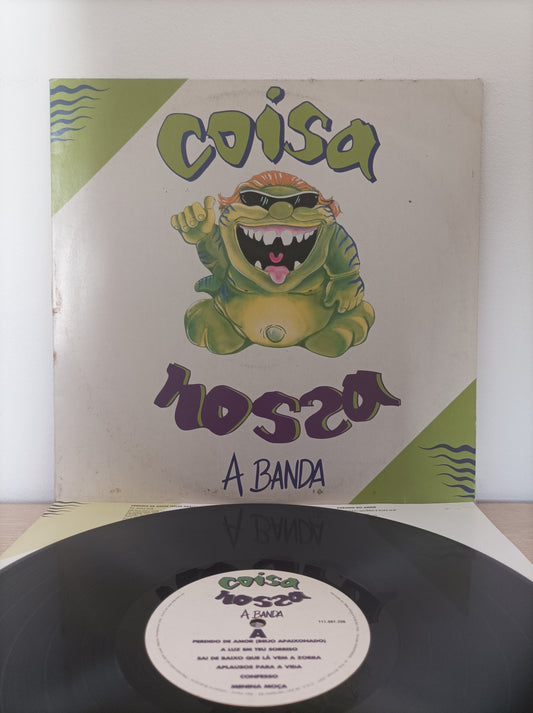 coisa
nossa
A BANDA
coisa
nossa
A BANDA
A
PERDIDO DE AMOR (BEIJO APAIXONADO)
A LUZ EM TEU SORRISO
SAI DE BAIXO QUE LÁ VEM A ZORRA
APLAUSOS PARA A VIDA
CONFESSO
MENINA MOÇA